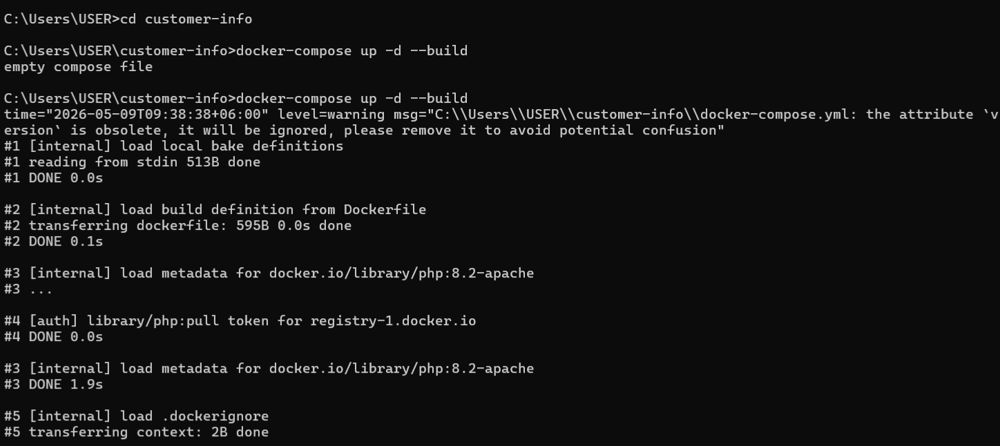 C:\Users\USER>cd customer-info
C:\Users\USER\customer-info>docker-compose up -d --build
empty compose file
C:\Users\USER\customer-info>docker-compose up -d --build
time="2026-05-09T09:38:38+06:00" level=warning msg="C:\\Users\\USER\\customer-info\\docker-compose.yml: the attribute `v
ersion` is obsolete, it will be ignored, please remove it to avoid potential confusion"
#1 [internal] load local bake definitions
#1 reading from stdin 513B done
#1 DONE 0.0s
#2 [internal] load build definition from Dockerfile
#2 transferring dockerfile: 595B 0.0s done
#2 DONE 0.1s
#3 [internal] load metadata for docker.io/library/php:8.2-apache
#3 ...
#4 [auth] library/php:pull token for registry-1.docker.io
#4 DONE 0.0s
#3 [internal] load metadata for docker.io/library/php:8.2-apache
#3 DONE 1.9s
#5 [internal] load .dockerignore
#5 transferring context: 2B done